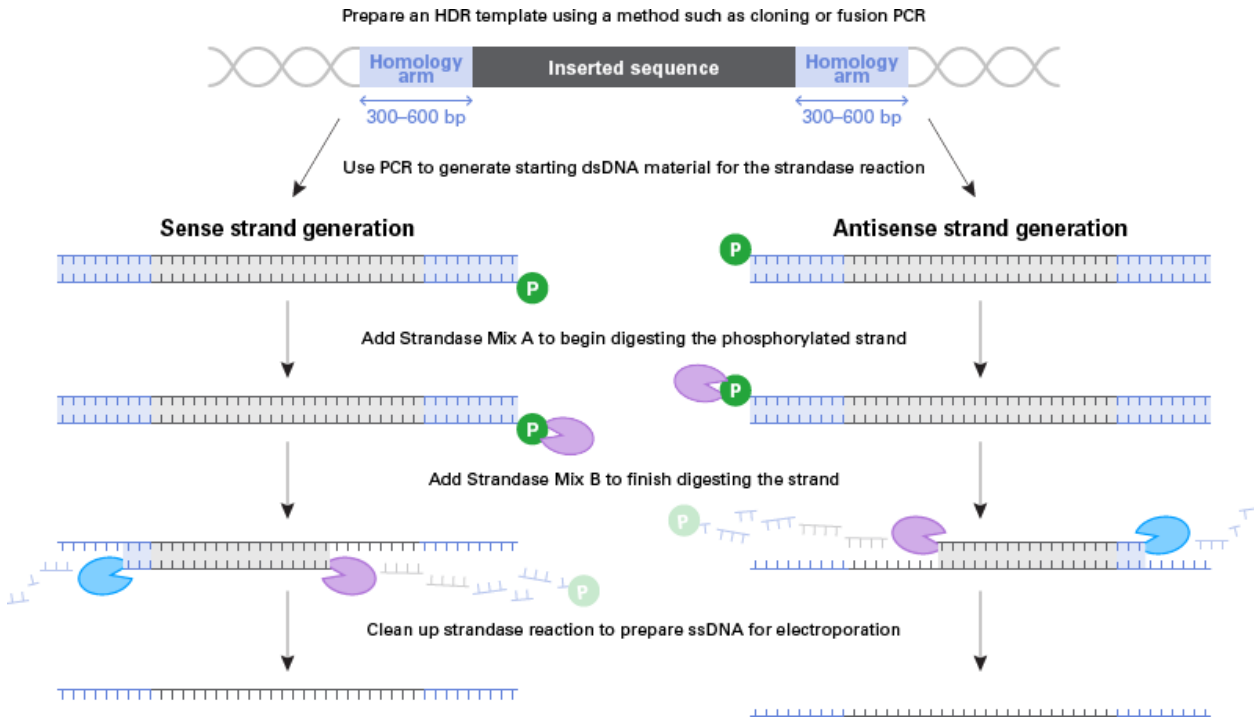 Prepare an HDR template using a method such as cloning or fusion PCR
Homology
arm
Inserted sequence
Homology
arm
300–600 bp
300–600 bp
Use PCR to generate starting dsDNA material for the strandase reaction
Sense strand generation
Antisense strand generation
P
P
Add Strandase Mix A to begin digesting the phosphorylated strand
P
P
Add Strandase Mix B to finish digesting the strand
P
P
Clean up strandase reaction to prepare ssDNA for electroporation